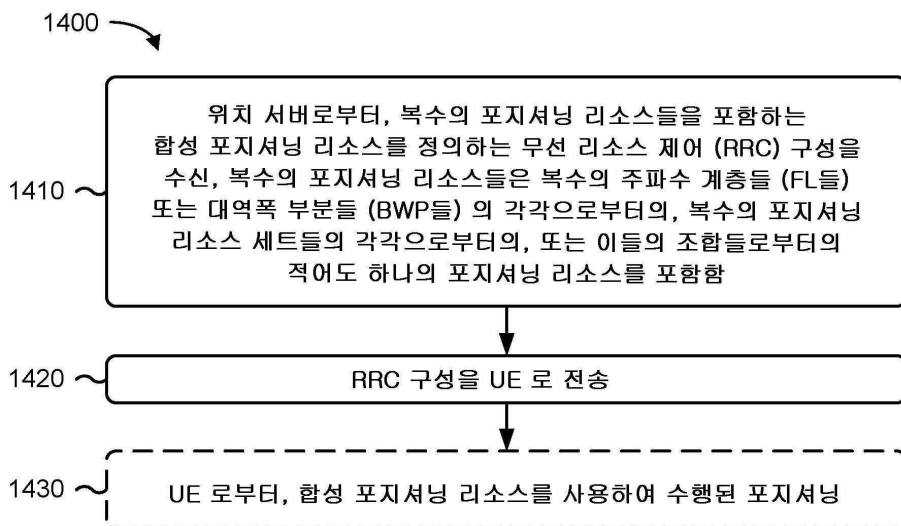 1400
위치 서버로부터, 복수의 포지셔닝 리소스들을 포함하는
합성 포지셔닝 리소스를 정의하는 무선 리소스 제어 (RRC) 구성을
수신, 복수의 포지셔닝 리소스들은 복수의 주파수 계층들 (FL들)
또는 대역폭 부분들 (BWP들) 의 각각으로부터의, 복수의 포지셔닝
리소스 세트들의 각각으로부터의, 또는 이들의 조합들로부터의
적어도 하나의 포지셔닝 리소스를 포함함
1410
RRC 구성을 UE 로 전송
1420
UE 로부터, 합성 포지셔닝 리소스를 사용하여 수행된 포지셔닝
1430